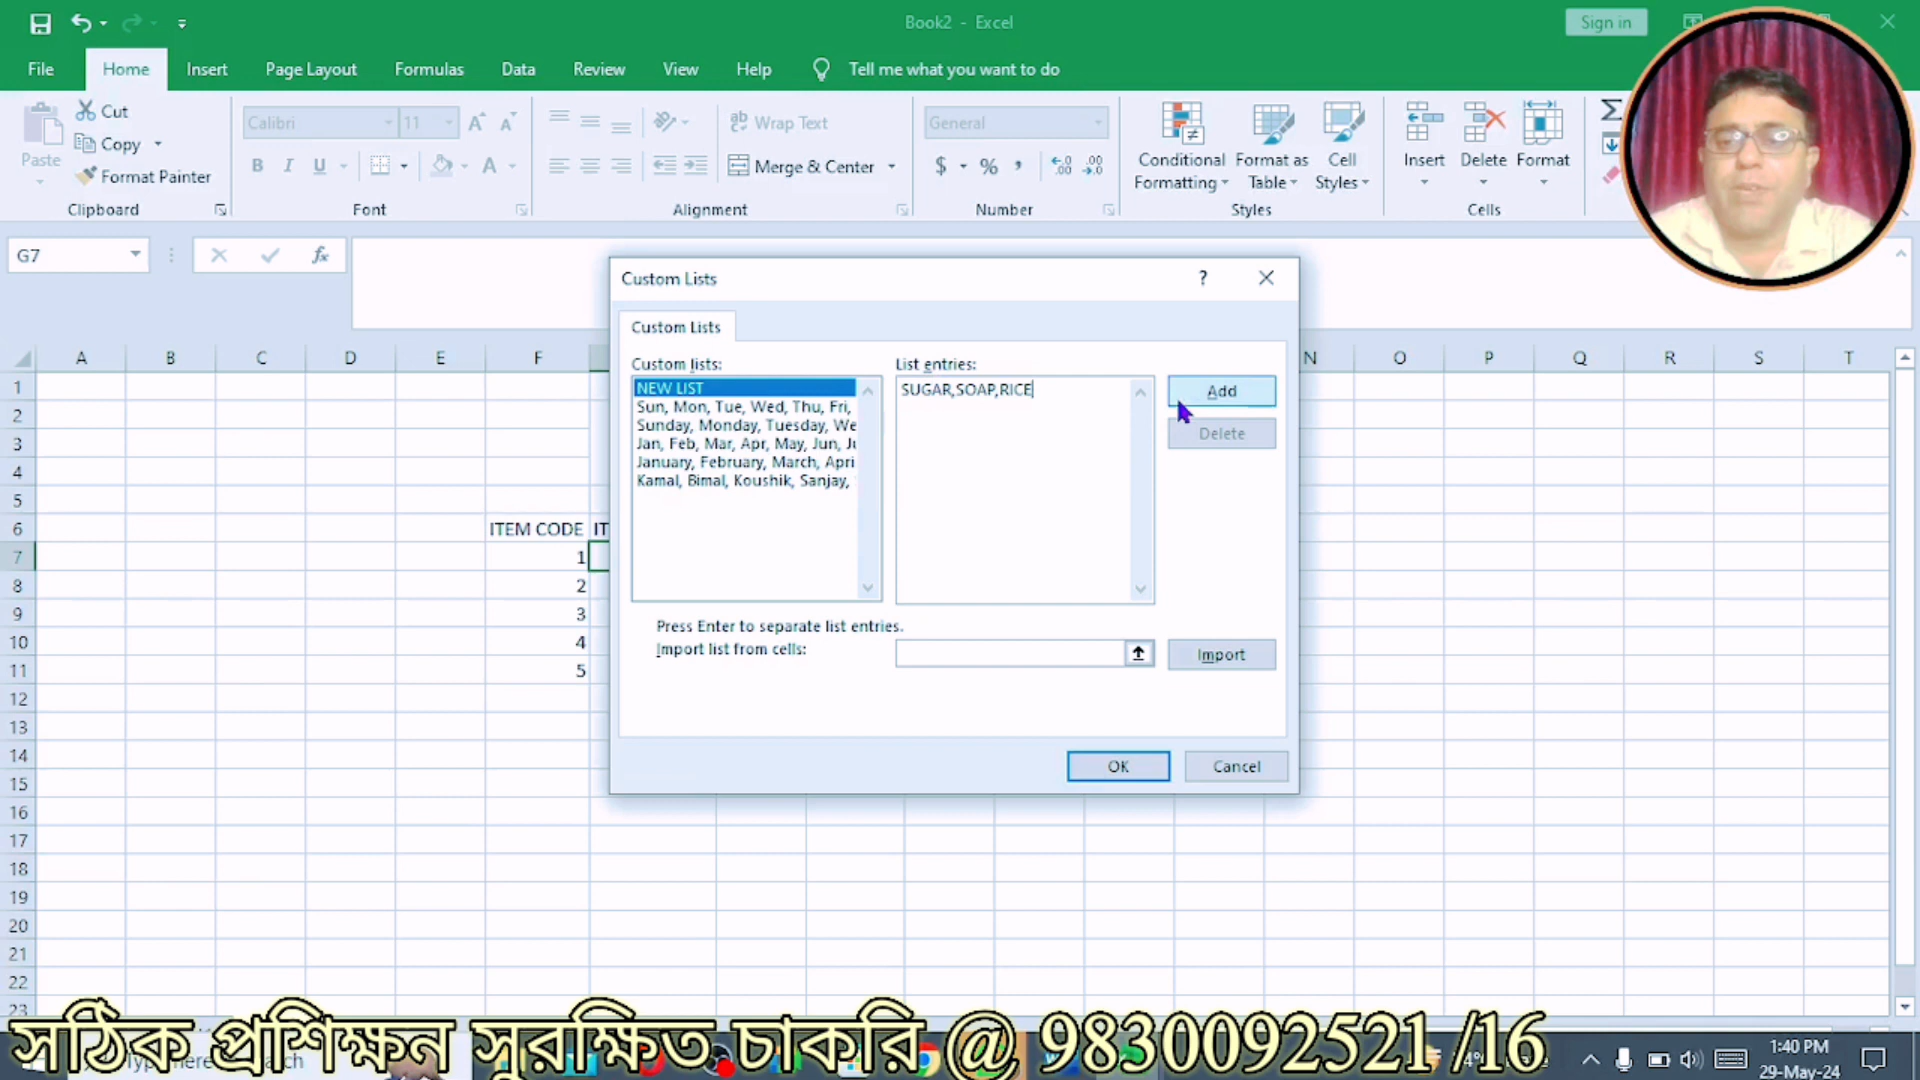 Book2 - Excel
Sign in
File Home Insert Page Layout Formulas Data Review View Help Tell me what you want to do
Paste
Cut
Copy
Format Painter
Clipboard
Calibri 11
B I U
Font
Wrap Text
Merge & Center
Alignment
General
$ % ,
Number
Conditional Formatting
Format as Table
Cell Styles
Styles
Insert
Delete
Format
Cells
G7
fx
Custom Lists
?
Custom Lists
Custom lists:
NEW LIST
Sun, Mon, Tue, Wed, Thu, Fri,
Sunday, Monday, Tuesday, We
Jan, Feb, Mar, Apr, May, Jun, Ju
January, February, March, April
Kamal, Bimal, Koushik, Sanjay,
List entries:
SUGAR,SOAP,RICE
Add
Delete
Press Enter to separate list entries.
Import list from cells:
Import
OK
Cancel
A B C D E F N O P Q R S T
1
2
3
4
5
6 ITEM CODE IT
7 1
8 2
9 3
10 4
11 5
12
13
14
15
16
17
18
19
20
21
22
23
সঠিক প্রশিক্ষন সুরক্ষিত চাকরি @ 9830092521 /16
1:40 PM
29-May-24